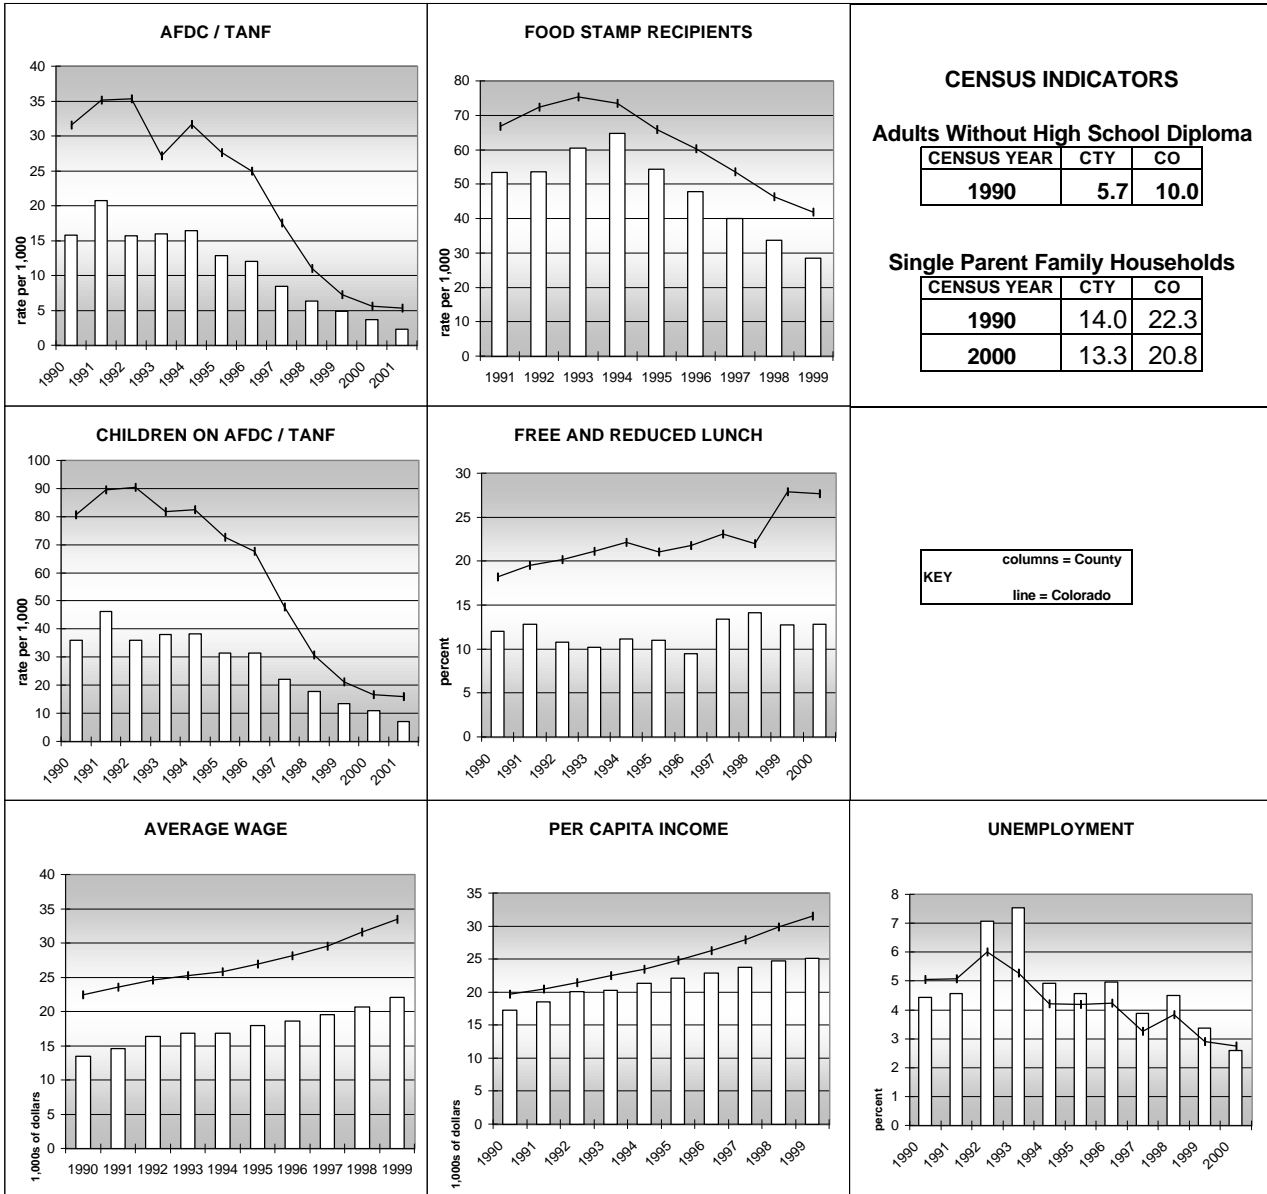 AFDC / TANF
40
35
30
25
20
15
10
5
0
rate per 1,000
1990 1991 1992 1993 1994 1995 1996 1997 1998 1999 2000 2001
FOOD STAMP RECIPIENTS
80
70
60
50
40
30
20
10
0
rate per 1,000
1991 1992 1993 1994 1995 1996 1997 1998 1999
CENSUS INDICATORS
Adults Without High School Diploma
CENSUS YEAR CTY CO
1990 5.7 10.0
Single Parent Family Households
CENSUS YEAR CTY CO
1990 14.0 22.3
2000 13.3 20.8
CHILDREN ON AFDC / TANF
100
90
80
70
60
50
40
30
20
10
0
rate per 1,000
1990 1991 1992 1993 1994 1995 1996 1997 1998 1999 2000 2001
FREE AND REDUCED LUNCH
30
25
20
15
10
5
0
percent
1990 1991 1992 1993 1994 1995 1996 1997 1998 1999 2000
columns = County
KEY
line = Colorado
AVERAGE WAGE
40
35
30
25
20
15
10
5
0
1,000s of dollars
1990 1991 1992 1993 1994 1995 1996 1997 1998 1999
PER CAPITA INCOME
35
30
25
20
15
10
5
0
1,000s of dollars
1990 1991 1992 1993 1994 1995 1996 1997 1998 1999
UNEMPLOYMENT
8
7
6
5
4
3
2
1
0
percent
1990 1991 1992 1993 1994 1995 1996 1997 1998 1999 2000